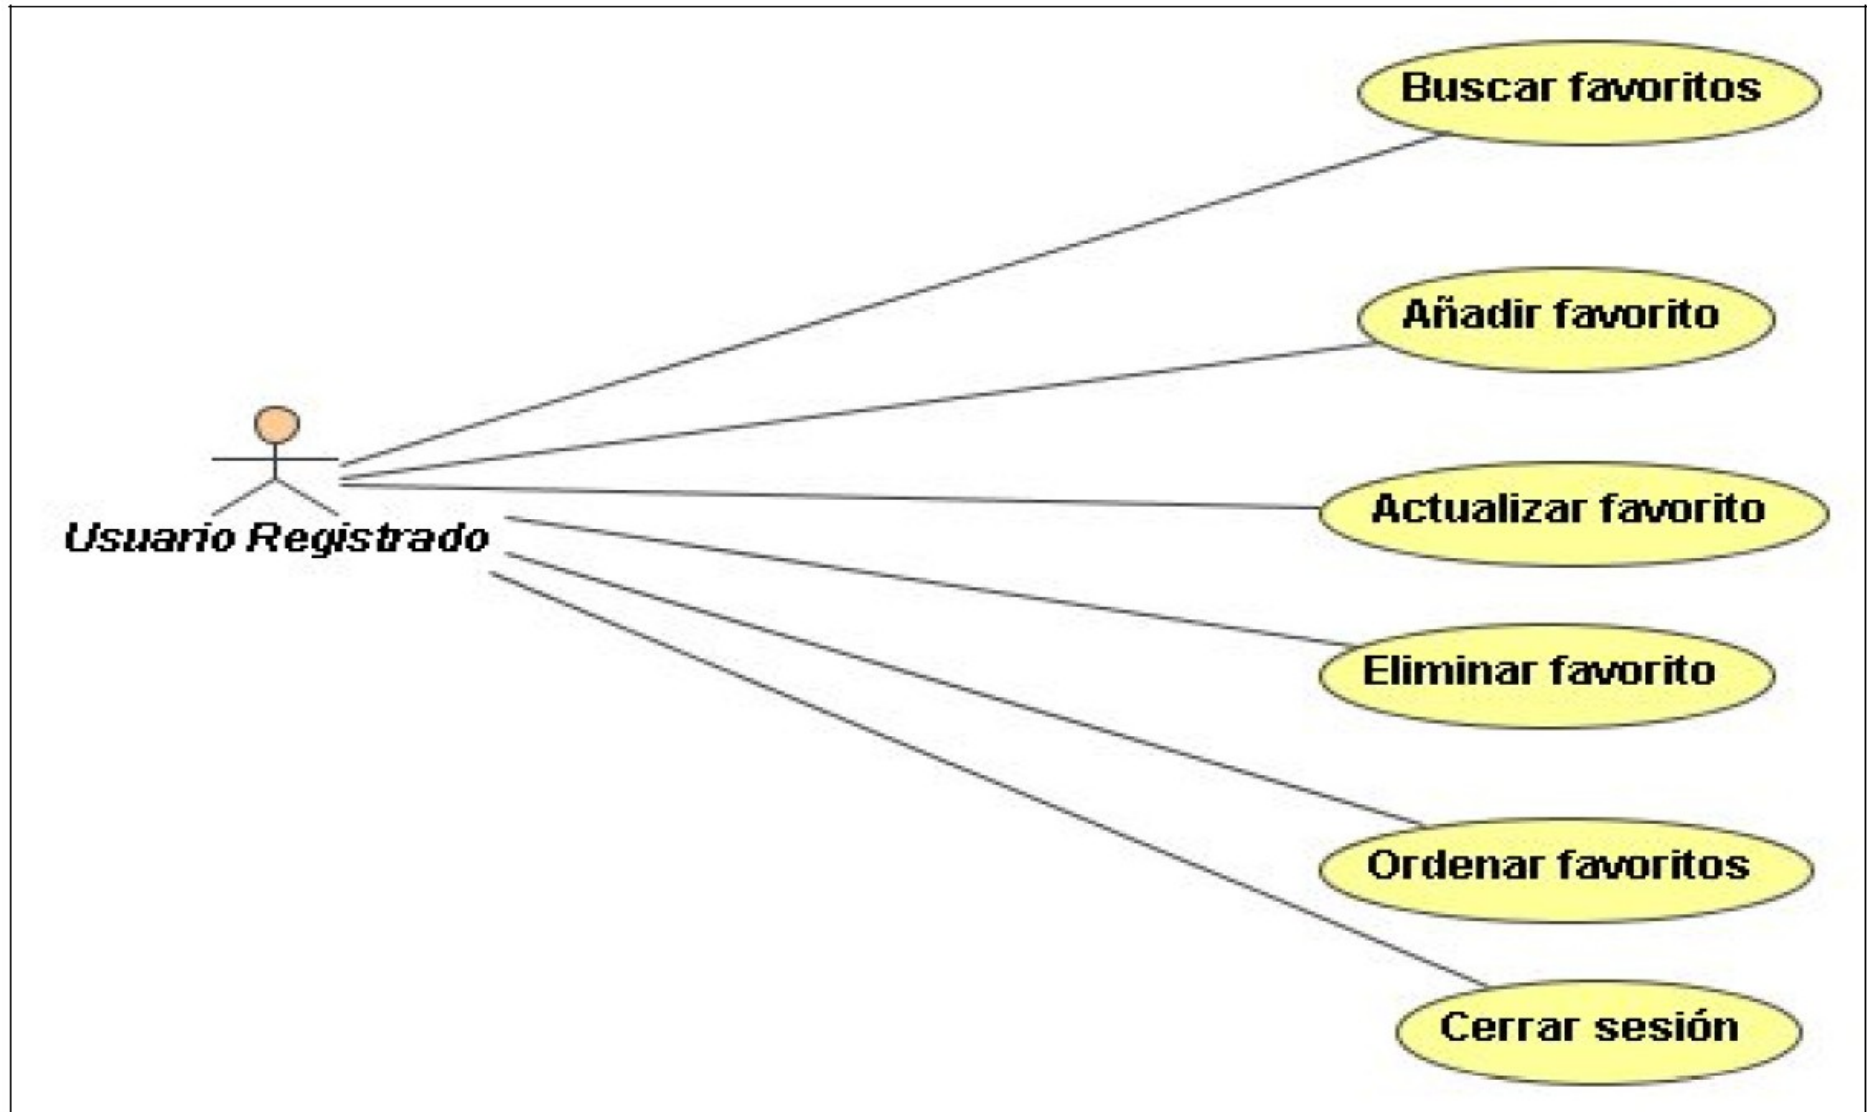 Buscar favoritos
Añadir favorito
Actualizar favorito
Usuario Registrado
Eliminar favorito
Ordenar favoritos
Cerrar sesión